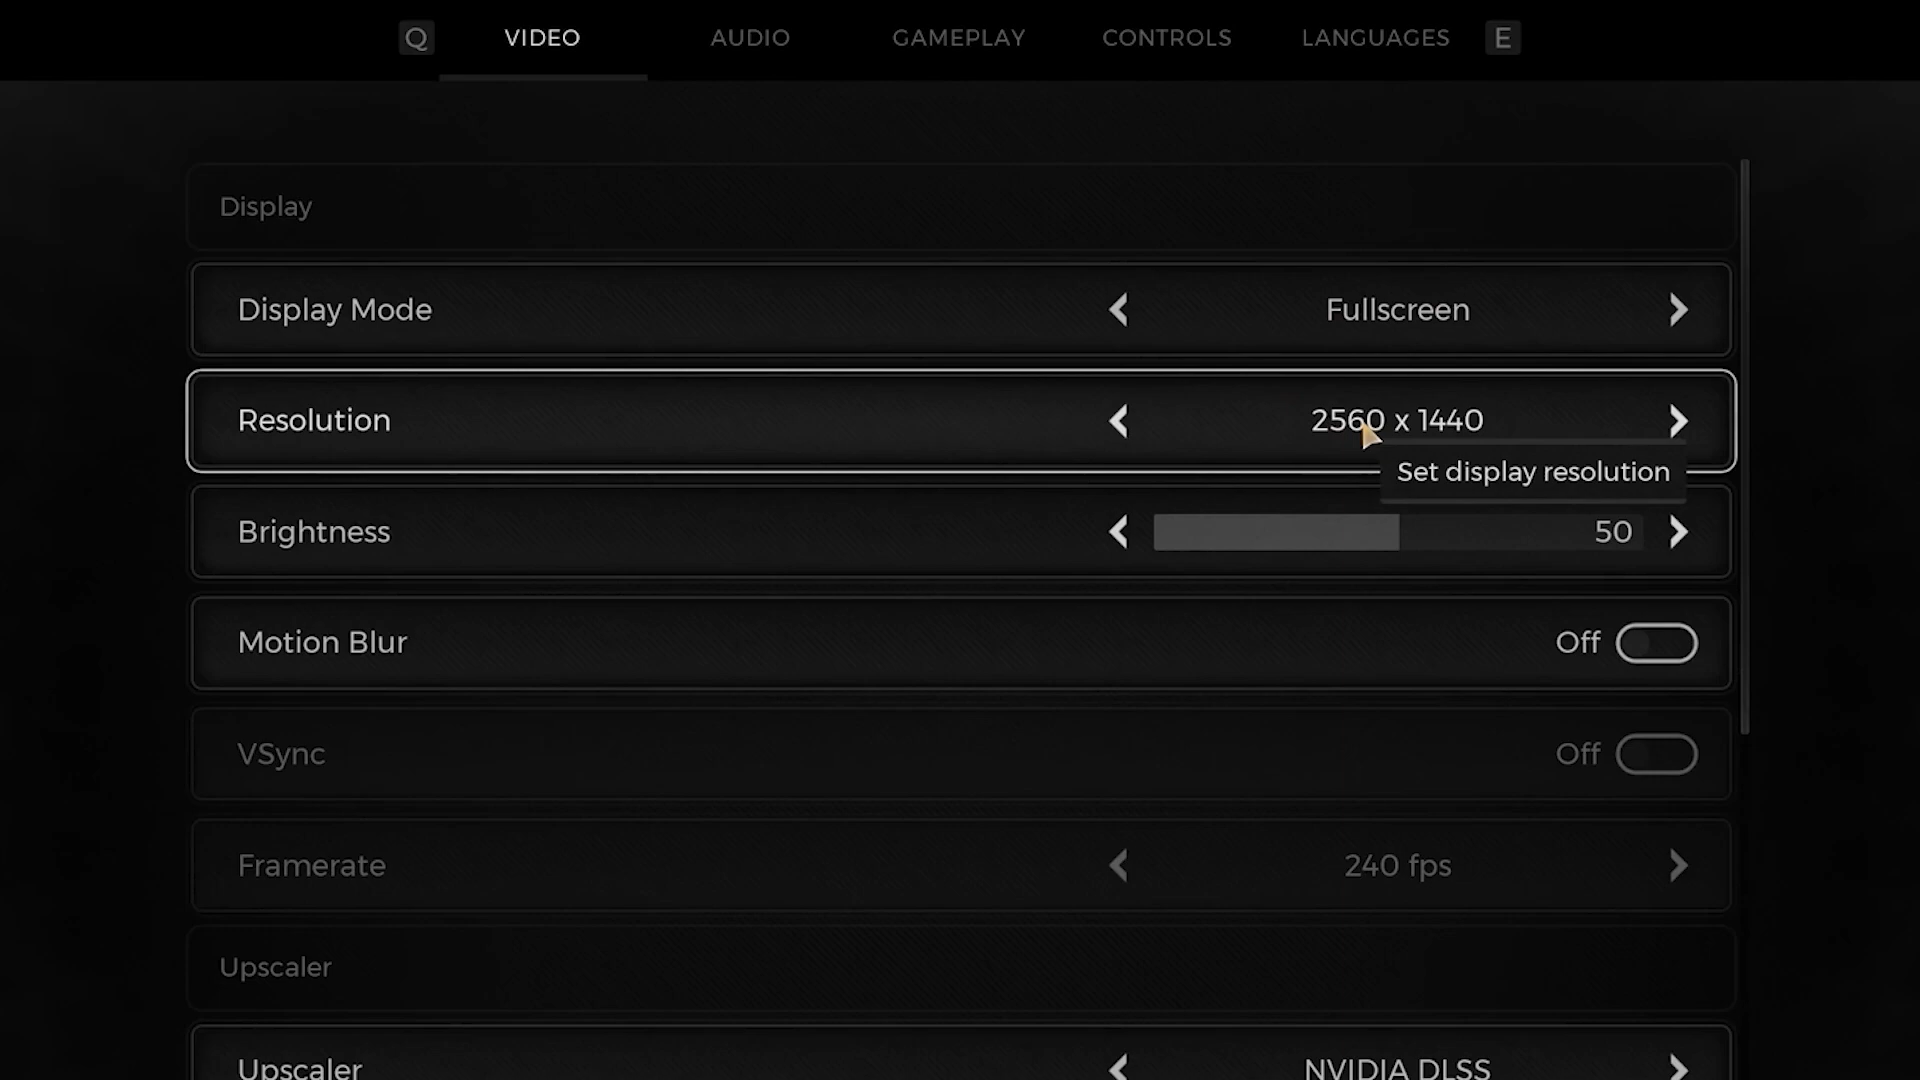 Q VIDEO AUDIO GAMEPLAY CONTROLS LANGUAGES E
Display
Display Mode Fullscreen
Resolution 2560 x 1440
Set display resolution
Brightness 50
Motion Blur Off
VSync Off
Framerate 240 fps
Upscaler
Upscaler NVIDIA DLSS